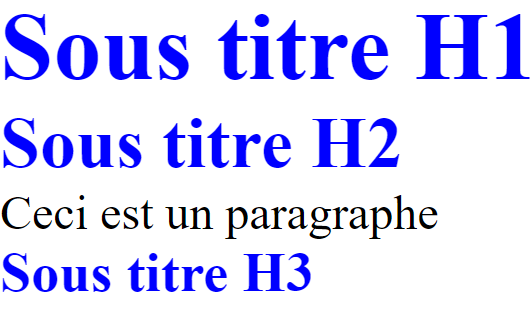 Sous titre H1
Sous titre H2
Ceci est un paragraphe
Sous titre H3